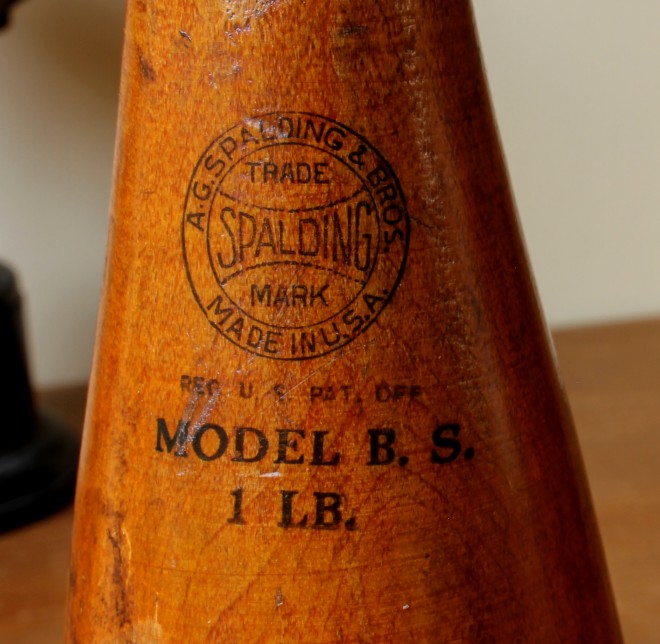 A.G. SPALDING & BROS.
TRADE
SPALDING
MARK
MADE IN U.S.A.
REG. U. S. PAT. OFF.
MODEL B. S.
1 LB.